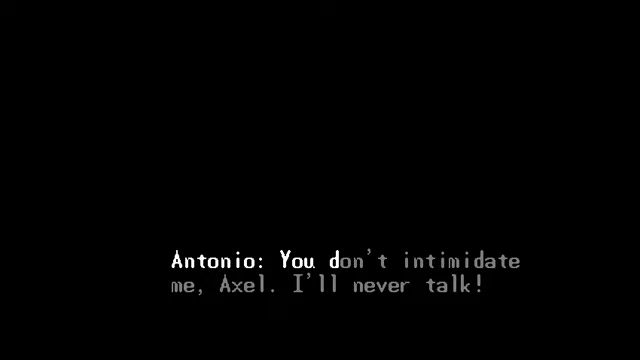 Antonio: You don't intimidate
me, Axel. I'll never talk!